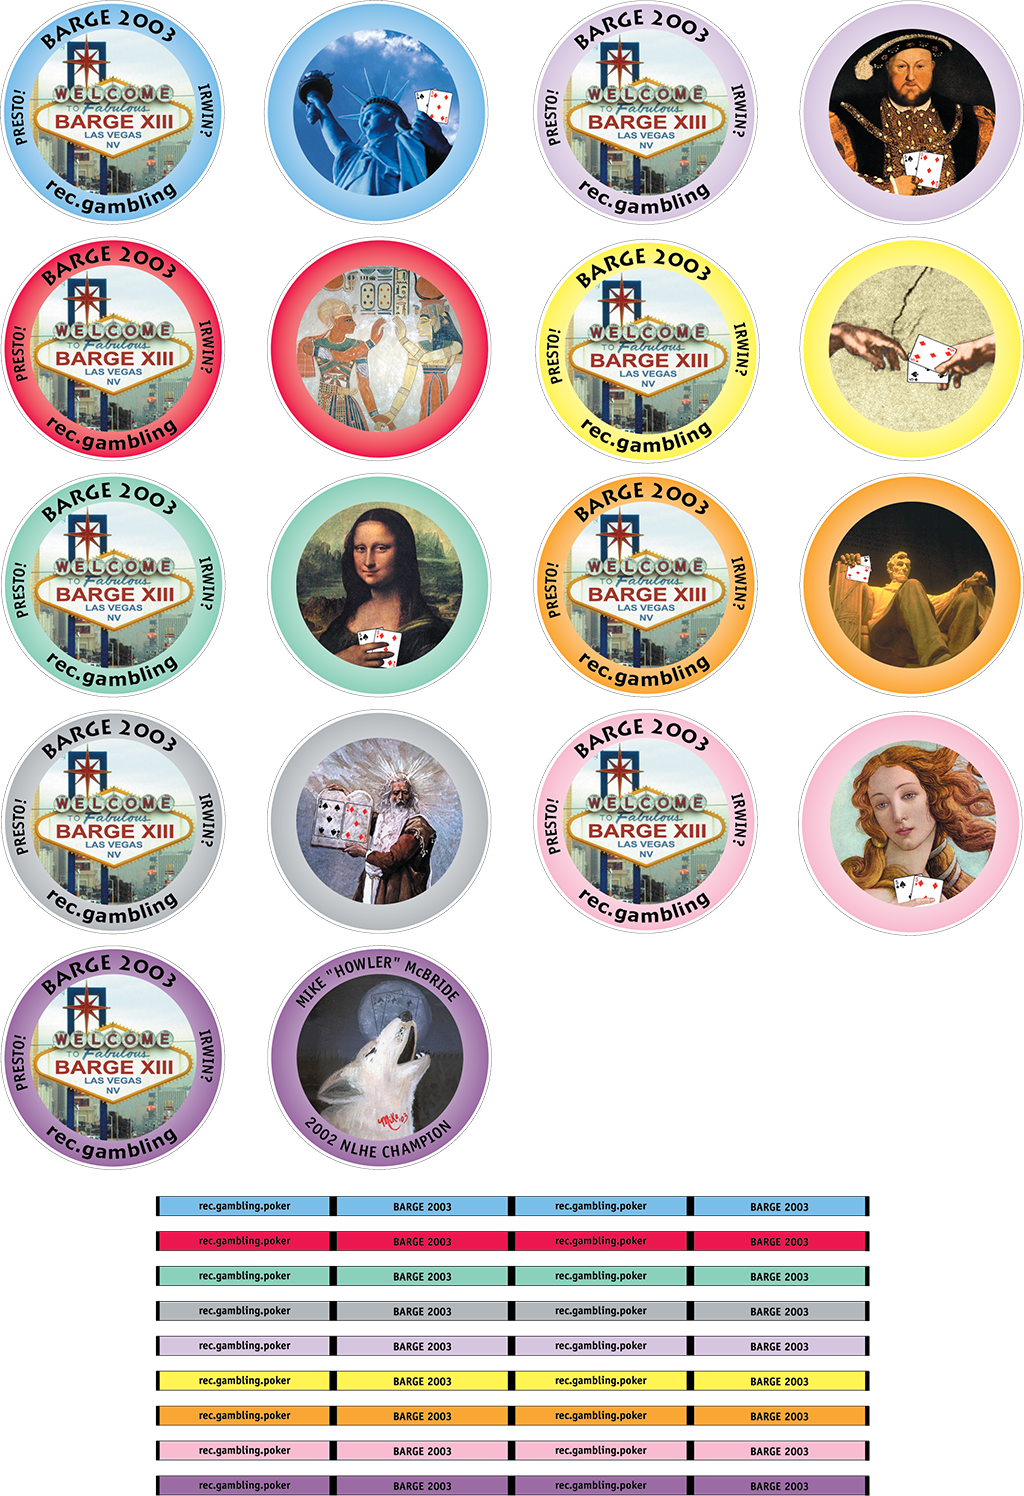 BARGE 2003
PRESTO!
IRWIN?
WELCOME
TO Fabulous
BARGE XIII
LAS VEGAS
NV
rec.gambling
BARGE 2003
PRESTO!
IRWIN?
WELCOME
TO Fabulous
BARGE XIII
LAS VEGAS
NV
rec.gambling
BARGE 2003
PRESTO!
IRWIN?
WELCOME
TO Fabulous
BARGE XIII
LAS VEGAS
NV
rec.gambling
BARGE 2003
PRESTO!
IRWIN?
WELCOME
TO Fabulous
BARGE XIII
LAS VEGAS
NV
rec.gambling
BARGE 2003
PRESTO!
IRWIN?
WELCOME
TO Fabulous
BARGE XIII
LAS VEGAS
NV
rec.gambling
BARGE 2003
PRESTO!
IRWIN?
WELCOME
TO Fabulous
BARGE XIII
LAS VEGAS
NV
rec.gambling
BARGE 2003
PRESTO!
IRWIN?
WELCOME
TO Fabulous
BARGE XIII
LAS VEGAS
NV
rec.gambling
BARGE 2003
PRESTO!
IRWIN?
WELCOME
TO Fabulous
BARGE XIII
LAS VEGAS
NV
rec.gambling
BARGE 2003
PRESTO!
IRWIN?
WELCOME
TO Fabulous
BARGE XIII
LAS VEGAS
NV
rec.gambling
MIKE "HOWLER" McBRIDE
Mike '03
2002 NLHE CHAMPION
rec.gambling.poker BARGE 2003 rec.gambling.poker BARGE 2003
rec.gambling.poker BARGE 2003 rec.gambling.poker BARGE 2003
rec.gambling.poker BARGE 2003 rec.gambling.poker BARGE 2003
rec.gambling.poker BARGE 2003 rec.gambling.poker BARGE 2003
rec.gambling.poker BARGE 2003 rec.gambling.poker BARGE 2003
rec.gambling.poker BARGE 2003 rec.gambling.poker BARGE 2003
rec.gambling.poker BARGE 2003 rec.gambling.poker BARGE 2003
rec.gambling.poker BARGE 2003 rec.gambling.poker BARGE 2003
rec.gambling.poker BARGE 2003 rec.gambling.poker BARGE 2003